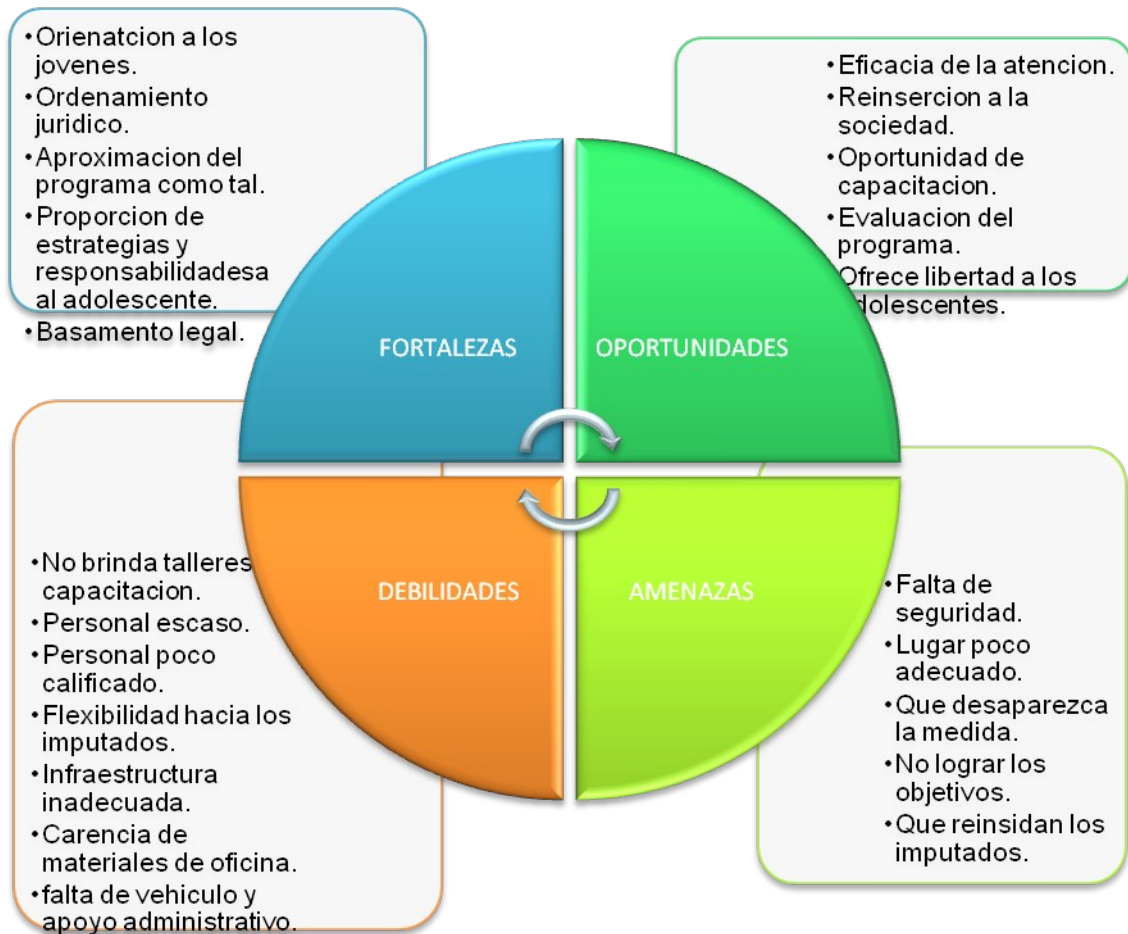 •Orienatcion a los
jovenes.
•Ordenamiento
juridico.
•Aproximacion del
programa como tal.
•Proporcion de
estrategias y
responsabilidadesa
al adolescente.
•Basamento legal.
•Eficacia de la atencion.
•Reinsercion a la
sociedad.
•Oportunidad de
capacitacion.
•Evaluacion del
programa.
•Ofrece libertad a los
adolescentes.
FORTALEZAS
OPORTUNIDADES
DEBILIDADES
AMENAZAS
•No brinda talleres
capacitacion.
•Personal escaso.
•Personal poco
calificado.
•Flexibilidad hacia los
imputados.
•Infraestructura
inadecuada.
•Carencia de
materiales de oficina.
•falta de vehiculo y
apoyo administrativo.
•Falta de
seguridad.
•Lugar poco
adecuado.
•Que desaparezca
la medida.
•No lograr los
objetivos.
•Que reinsidan los
imputados.